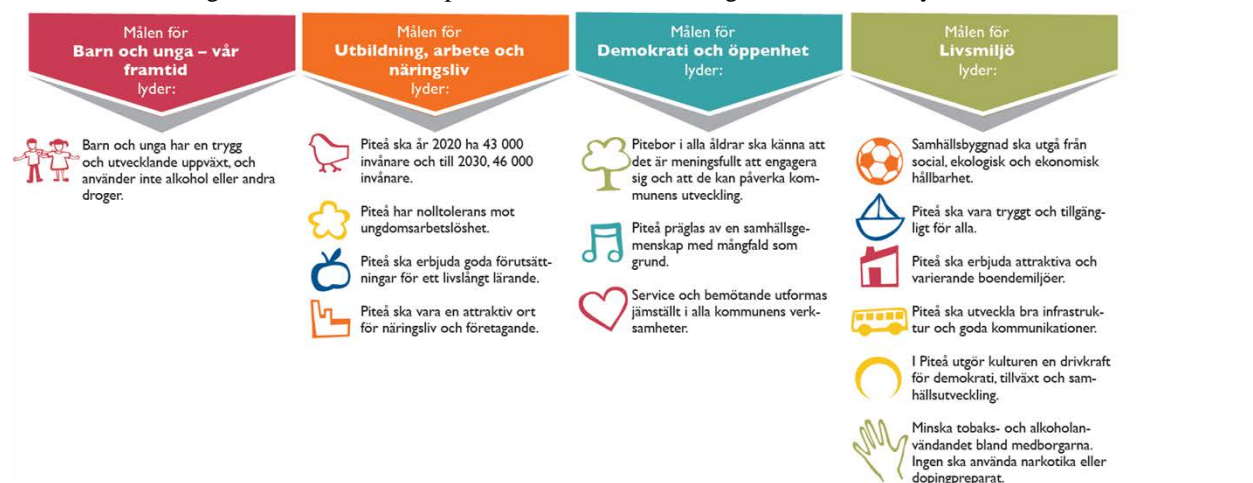 Målen för
Barn och unga – vår
framtid
lyder:
Barn och unga har en trygg
och utvecklande uppväxt, och
använder inte alkohol eller andra
droger.
Målen för
Utbildning, arbete och
näringsliv
lyder:
Piteå ska år 2020 ha 43 000
invånare och till 2030, 46 000
invånare.
Piteå har nolltolerans mot
ungdomsarbetslöshet.
Piteå ska erbjuda goda förutsätt-
ningar för ett livslångt lärande.
Piteå ska vara en attraktiv ort
för näringsliv och företagande.
Målen för
Demokrati och öppenhet
lyder:
Pitebor i alla åldrar ska känna att
det är meningsfullt att engagera
sig och att de kan påverka kom-
munens utveckling.
Piteå präglas av en samhällsge-
menskap med mångfald som
grund.
Service och bemötande utformas
jämställt i alla kommunens verk-
samheter.
Målen för
Livsmiljö
lyder:
Samhällsbyggnad ska utgå från
social, ekologisk och ekonomisk
hållbarhet.
Piteå ska vara tryggt och tillgäng-
ligt för alla.
Piteå ska erbjuda attraktiva och
varierande boendemiljöer.
Piteå ska utveckla bra infrastruk-
tur och goda kommunikationer.
I Piteå utgör kulturen en drivkraft
för demokrati, tillväxt och sam-
hällsutveckling.
Minska tobaks- och alkoholan-
vändandet bland medborgarna.
Ingen ska använda narkotika eller
dopingpreparat.